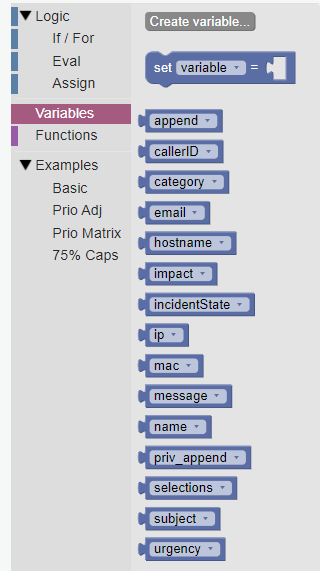 Logic
If / For
Eval
Assign
Variables
Functions
Examples
Basic
Prio Adj
Prio Matrix
75% Caps
Create variable...
set variable =
append
callerID
category
email
hostname
impact
incidentState
ip
mac
message
name
priv_append
selections
subject
urgency